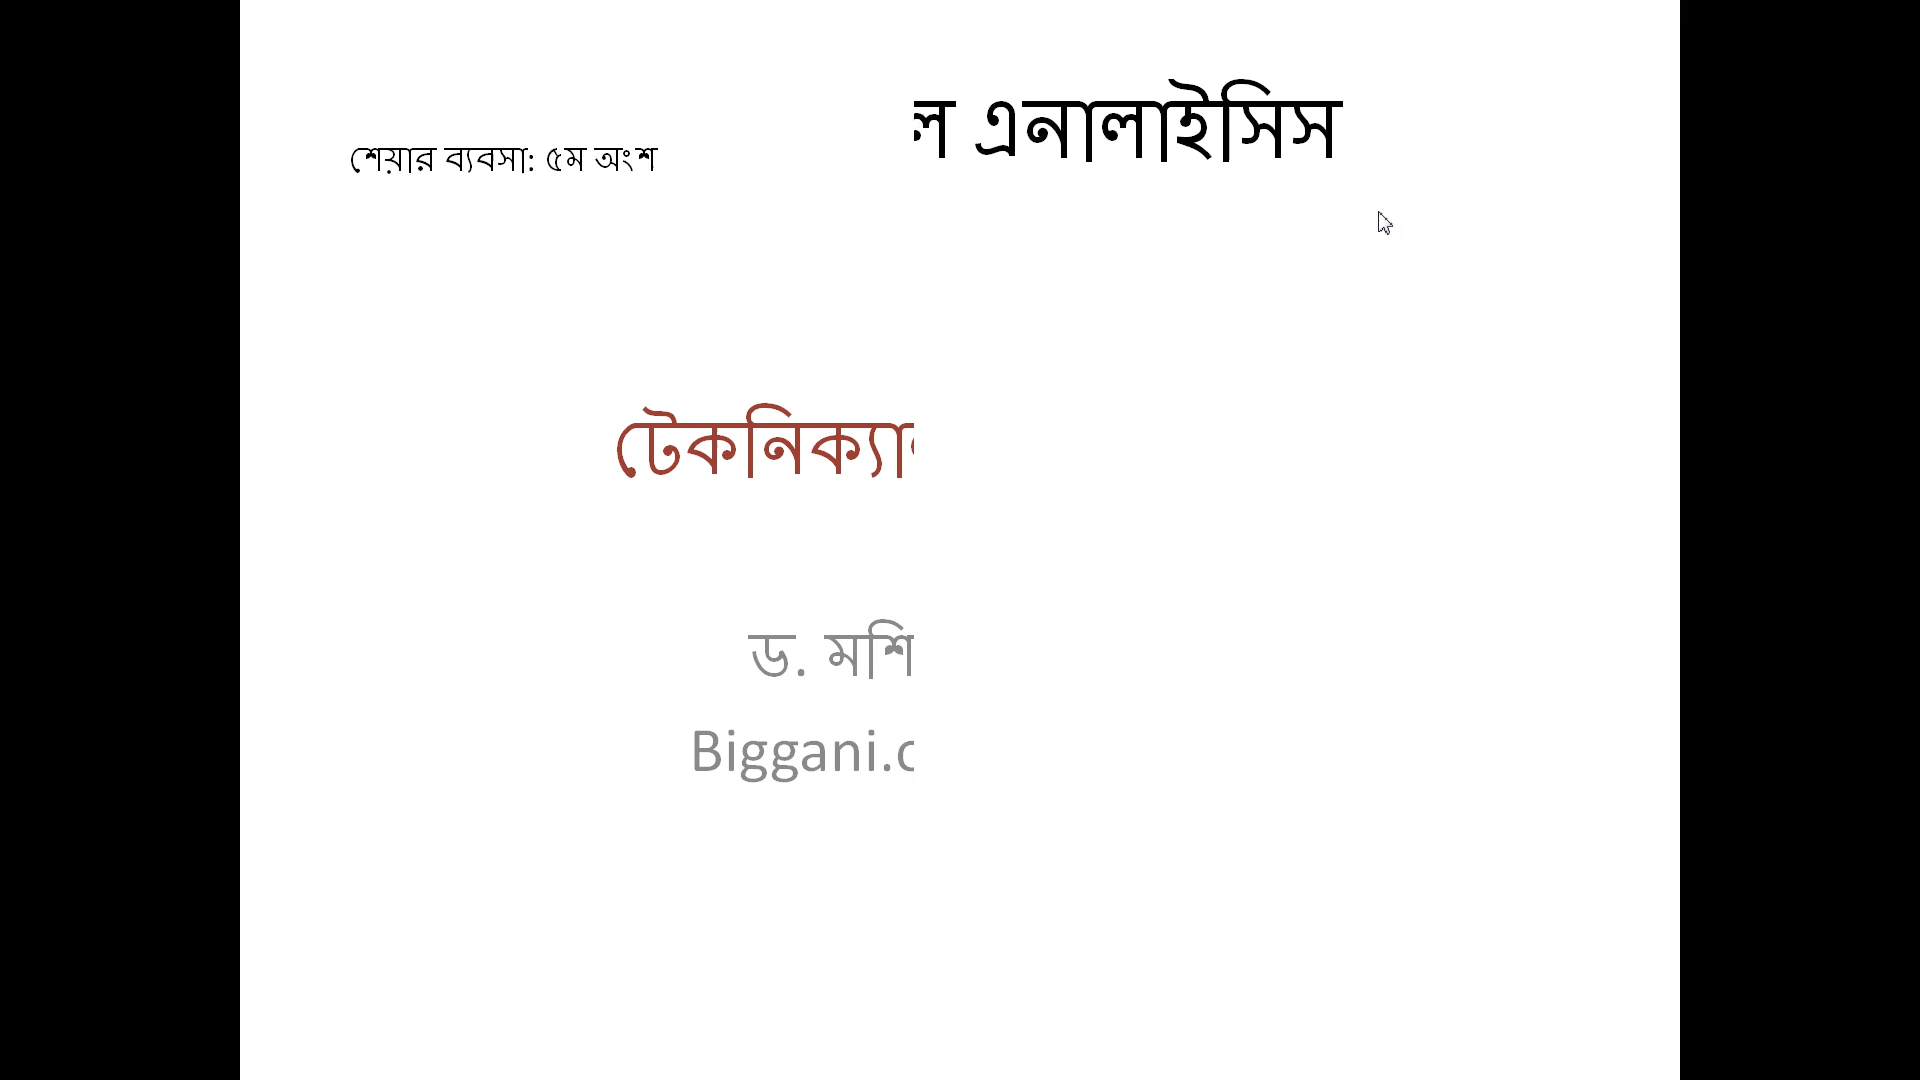 ল এনালাইসিস
শেয়ার ব্যবসা: ৫ম অংশ
টেকনিক্যা
ড. মশি
Biggani.c